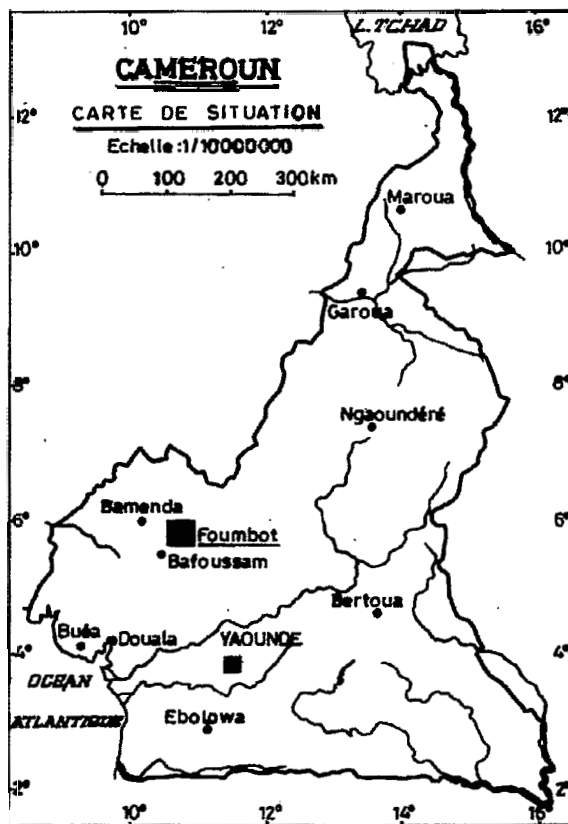 10° 12° 14° 16°
L. TCHAD
CAMEROUN
CARTE DE SITUATION
Echelle:1/10000000
0 100 200 300km
12° 12°
Maroua
10° 10°
Garoua
8° 8°
Ngaoundéré
Bamenda
6° 6°
Foumbot
Bafoussam
Bertoua
Buéa Douala YAOUNDE
4° 4°
OCEAN
ATLANTIQUE
Ebolowa
2° 2°
10° 12° 14° 16°